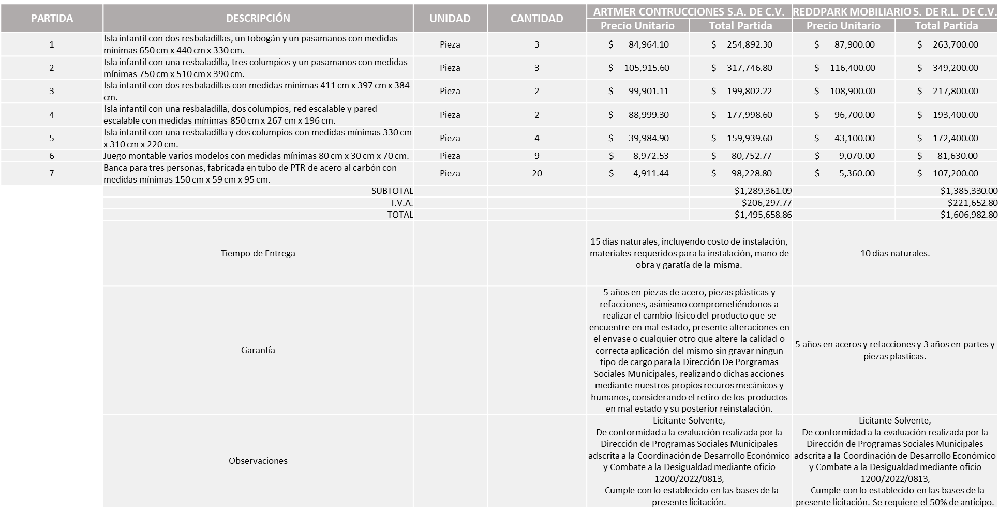 PARTIDA DESCRIPCIÓN UNIDAD CANTIDAD ARTMER CONTRUCCIONES S.A. DE C.V. REDDPARK MOBILIARIO S. DE R.L. DE C.V.
Precio Unitario Total Partida Precio Unitario Total Partida
1 Isla infantil con dos resbaladillas, un tobogán y un pasamanos con medidas
mínimas 650 cm x 440 cm x 330 cm. Pieza 3 $ 84,964.10 $ 254,892.30 $ 87,900.00 $ 263,700.00
2 Isla infantil con una resbaladilla, tres columpios y un pasamanos con medidas
mínimas 750 cm x 510 cm x 390 cm. Pieza 3 $ 105,915.60 $ 317,746.80 $ 116,400.00 $ 349,200.00
3 Isla infantil con dos resbaladillas con medidas mínimas 411 cm x 397 cm x 384
cm. Pieza 2 $ 99,901.11 $ 199,802.22 $ 108,900.00 $ 217,800.00
4 Isla infantil con una resbaladilla, dos columpios, red escalable y pared
escalable con medidas mínimas 850 cm x 267 cm x 196 cm. Pieza 2 $ 88,999.30 $ 177,998.60 $ 96,700.00 $ 193,400.00
5 Isla infantil con una resbaladilla y dos columpios con medidas mínimas 330 cm
x 310 cm x 220 cm. Pieza 4 $ 39,984.90 $ 159,939.60 $ 43,100.00 $ 172,400.00
6 Juego montable varios modelos con medidas mínimas 80 cm x 30 cm x 70 cm. Pieza 9 $ 8,972.53 $ 80,752.77 $ 9,070.00 $ 81,630.00
7 Banca para tres personas, fabricada en tubo de PTR de acero al carbón con
medidas mínimas 150 cm x 59 cm x 95 cm. Pieza 20 $ 4,911.44 $ 98,228.80 $ 5,360.00 $ 107,200.00
SUBTOTAL $1,289,361.09 $1,385,330.00
I.V.A. $206,297.77 $221,652.80
TOTAL $1,495,658.86 $1,606,982.80
Tiempo de Entrega
15 días naturales, incluyendo costo de instalación,
materiales requeridos para la instalación, mano de
obra y garatía de la misma.
10 días naturales.
Garantía
5 años en piezas de acero, piezas plásticas y
refacciones, asimismo comprometiéndonos a
realizar el cambio físico del producto que se
encuentre en mal estado, presente alteraciones en
el envase o cualquier otro que altere la calidad o
correcta aplicación del mismo sin gravar ningun
tipo de cargo para la Dirección De Porgramas
Sociales Municipales, realizando dichas acciones
mediante nuestros propios recuros mecánicos y
humanos, considerando el retiro de los productos
en mal estado y su posterior reinstalación.
5 años en aceros y refacciones y 3 años en partes y
piezas plasticas.
Observaciones
Licitante Solvente,
De conformidad a la evaluación realizada por la
Dirección de Programas Sociales Municipales
adscrita a la Coordinación de Desarrollo Económico
y Combate a la Desigualdad mediante oficio
1200/2022/0813,
- Cumple con lo establecido en las bases de la
presente licitación.
Licitante Solvente,
De conformidad a la evaluación realizada por la
Dirección de Programas Sociales Municipales
adscrita a la Coordinación de Desarrollo Económico
y Combate a la Desigualdad mediante oficio
1200/2022/0813,
- Cumple con lo establecido en las bases de la
presente licitación. Se requiere el 50% de anticipo.